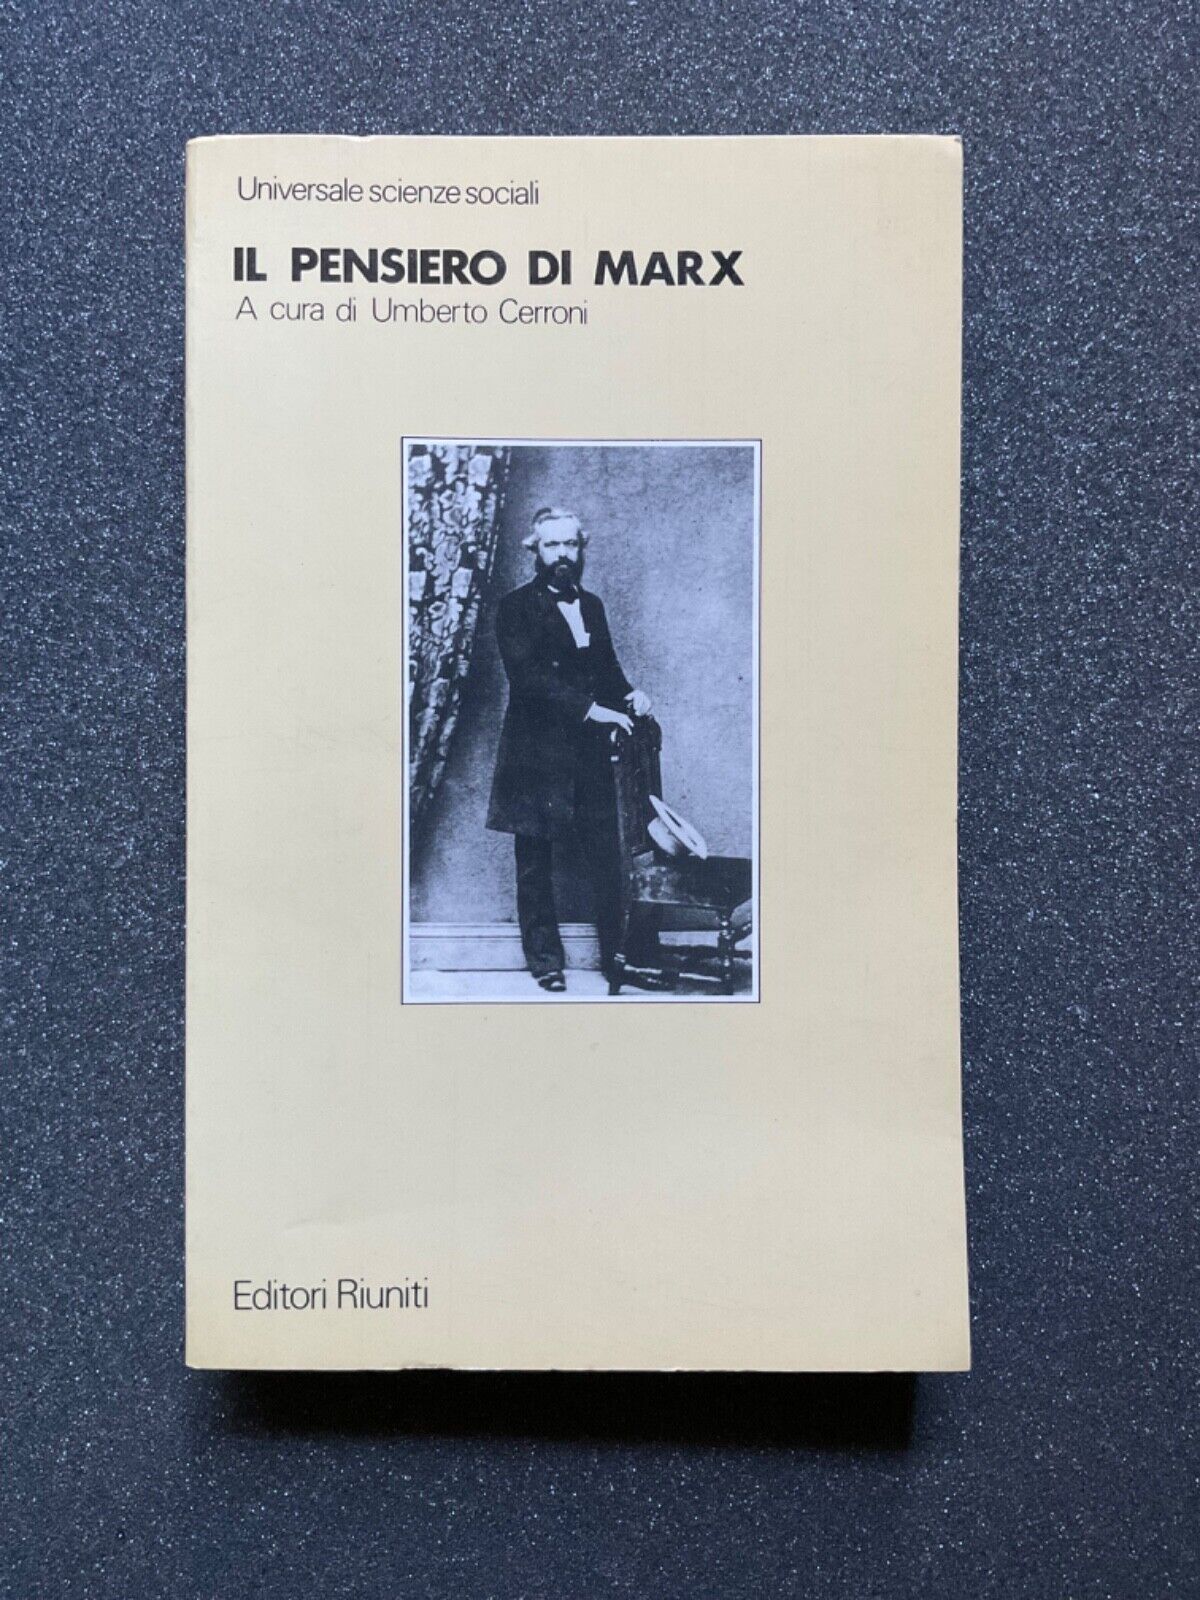 Universale scienze sociali
IL PENSIERO DI MARX
A cura di Umberto Cerroni
Editori Riuniti